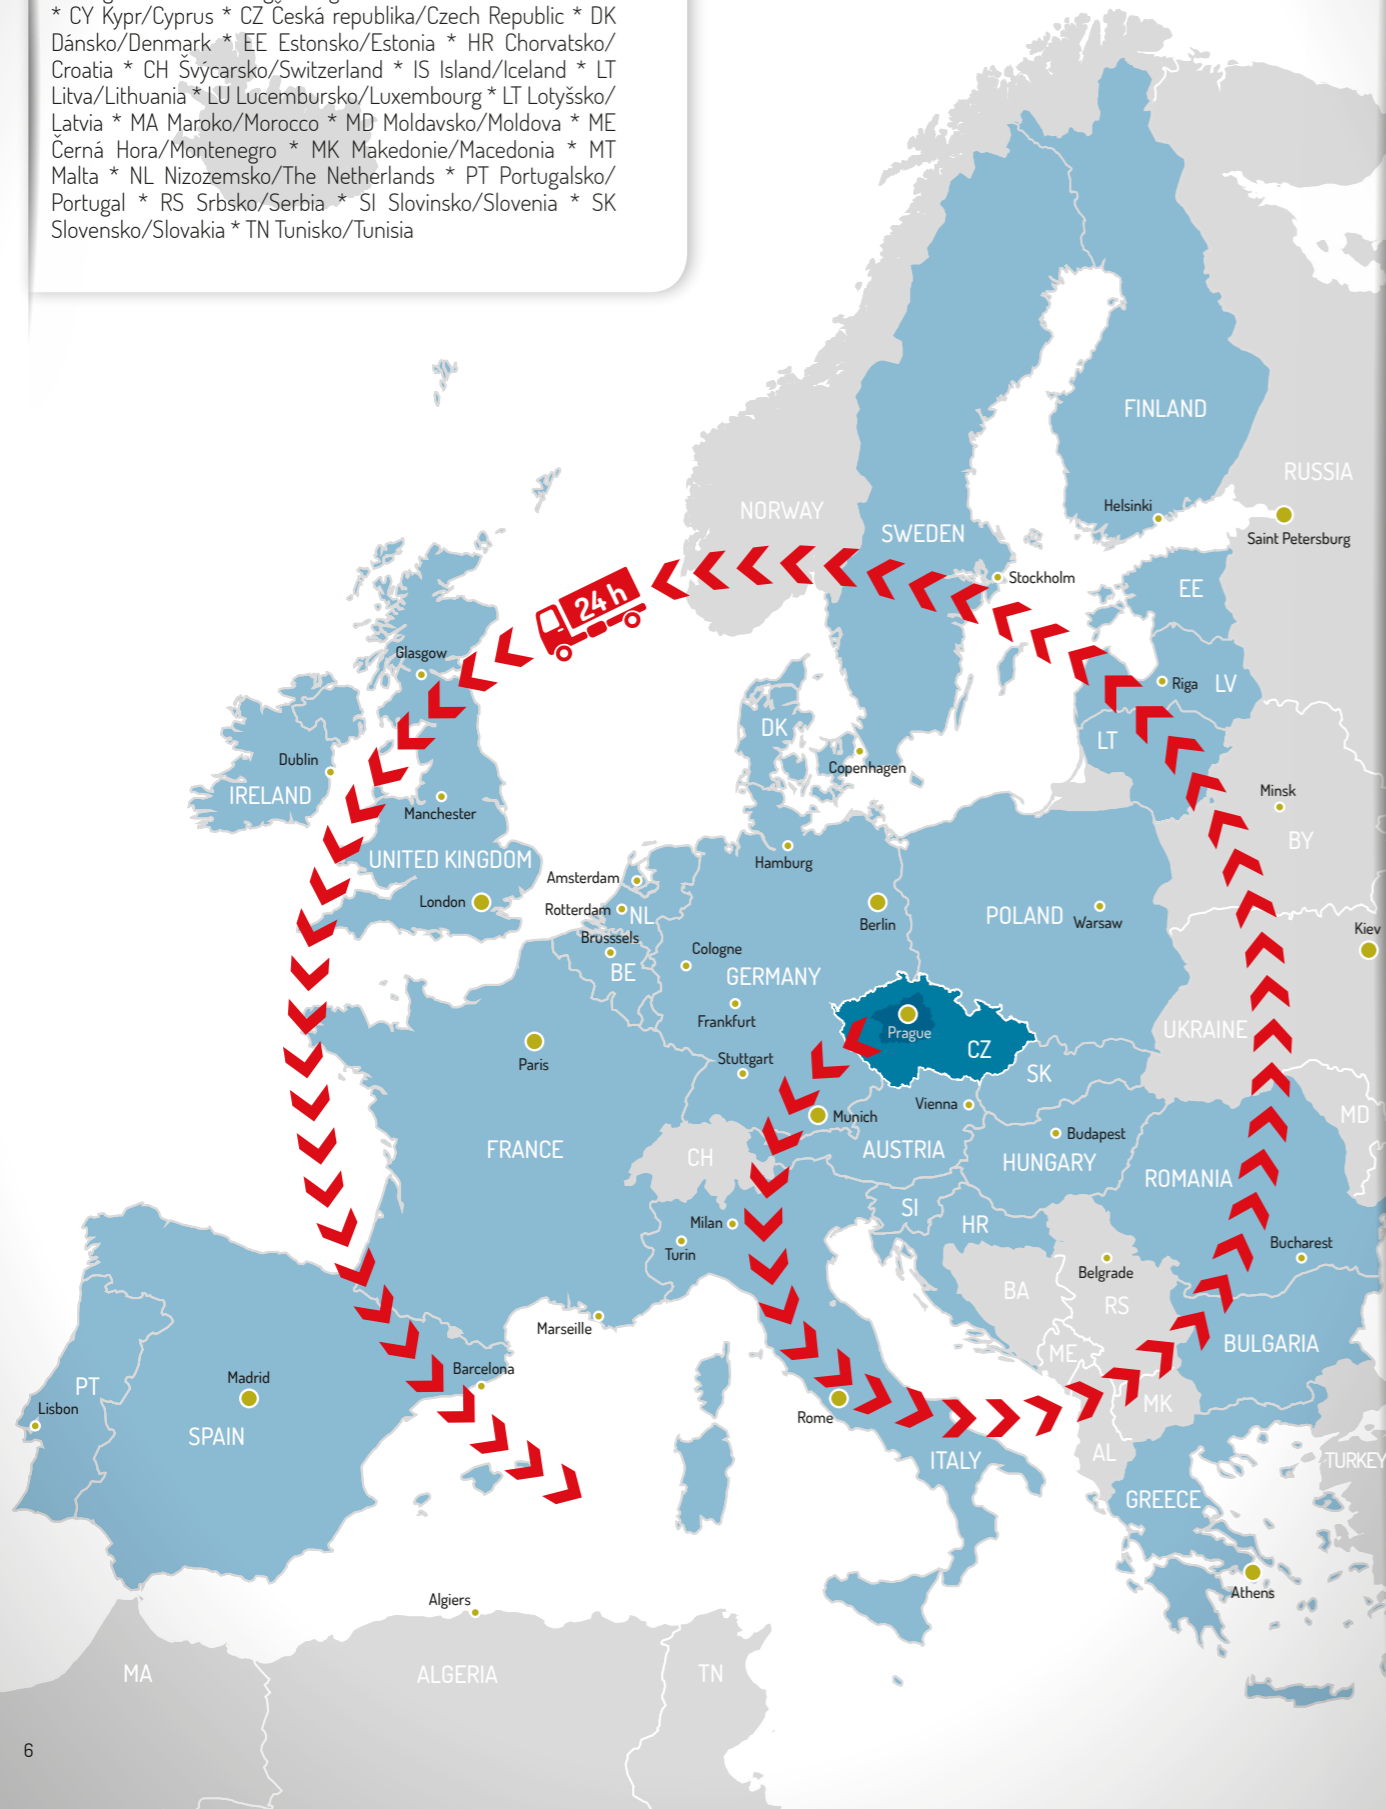 * CY Kypr/Cyprus * CZ Česká republika/Czech Republic * DK
Dánsko/Denmark * EE Estonsko/Estonia * HR Chorvatsko/
Croatia * CH Švýcarsko/Switzerland * IS Island/Iceland * LT
Litva/Lithuania * LU Lucembursko/Luxembourg * LT Lotyšsko/
Latvia * MA Maroko/Morocco * MD Moldavsko/Moldova * ME
Černá Hora/Montenegro * MK Makedonie/Macedonia * MT
Malta * NL Nizozemsko/The Netherlands * PT Portugalsko/
Portugal * RS Srbsko/Serbia * SI Slovinsko/Slovenia * SK
Slovensko/Slovakia * TN Tunisko/Tunisia
FINLAND
RUSSIA
Helsinki
NORWAY
SWEDEN
Saint Petersburg
Stockholm
EE
24 h
Glasgow
Riga
LV
DK
LT
Dublin
Copenhagen
IRELAND
Minsk
Manchester
BY
UNITED KINGDOM
Hamburg
Amsterdam
London
Rotterdam
NL
POLAND
Warsaw
Berlin
Kiev
Brusssels
Cologne
BE
GERMANY
Frankfurt
Prague
UKRAINE
CZ
Paris
Stuttgart
SK
Vienna
Munich
MD
Budapest
FRANCE
CH
AUSTRIA
HUNGARY
ROMANIA
SI
Milan
HR
Turin
Bucharest
Belgrade
BA
RS
Marseille
BULGARIA
ME
Barcelona
Madrid
PT
Lisbon
MK
Rome
SPAIN
AL
ITALY
TURKEY
GREECE
Athens
Algiers
MA
ALGERIA
TN
6